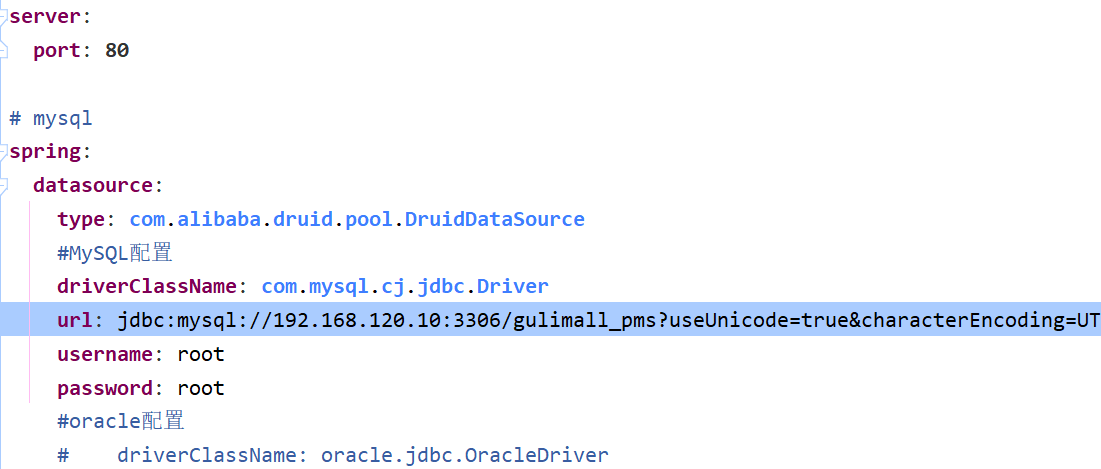 server:
  port: 80

# mysql
spring:
  datasource:
    type: com.alibaba.druid.pool.DruidDataSource
    #MySQL配置
    driverClassName: com.mysql.cj.jdbc.Driver
    url: jdbc:mysql://192.168.120.10:3306/gulimall_pms?useUnicode=true&characterEncoding=UT
    username: root
    password: root
    #oracle配置
    #    driverClassName: oracle.jdbc.OracleDriver